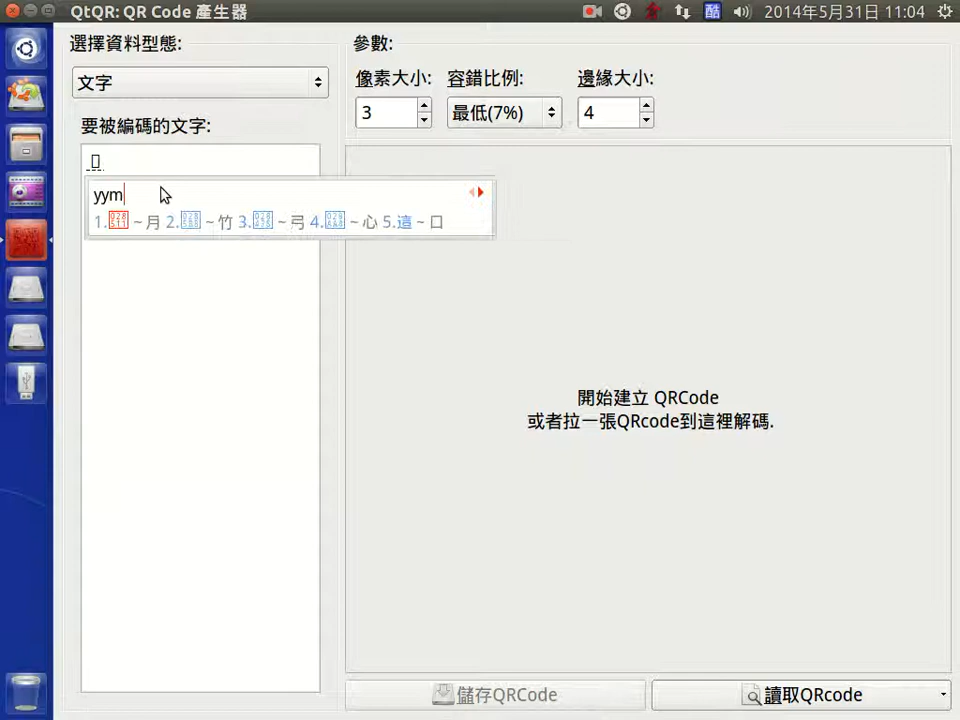 QtQR: QR Code 產生器
酷
2014年5月31日 11:04
選擇資料型態:
文字
要被編碼的文字:
yym
1. ~月 2. ~竹 3. ~弓 4. ~心 5.這 ~口
參數:
像素大小: 容錯比例: 邊緣大小:
3 最低(7%) 4
開始建立 QRCode
或者拉一張QRcode到這裡解碼.
儲存QRCode
讀取QRcode